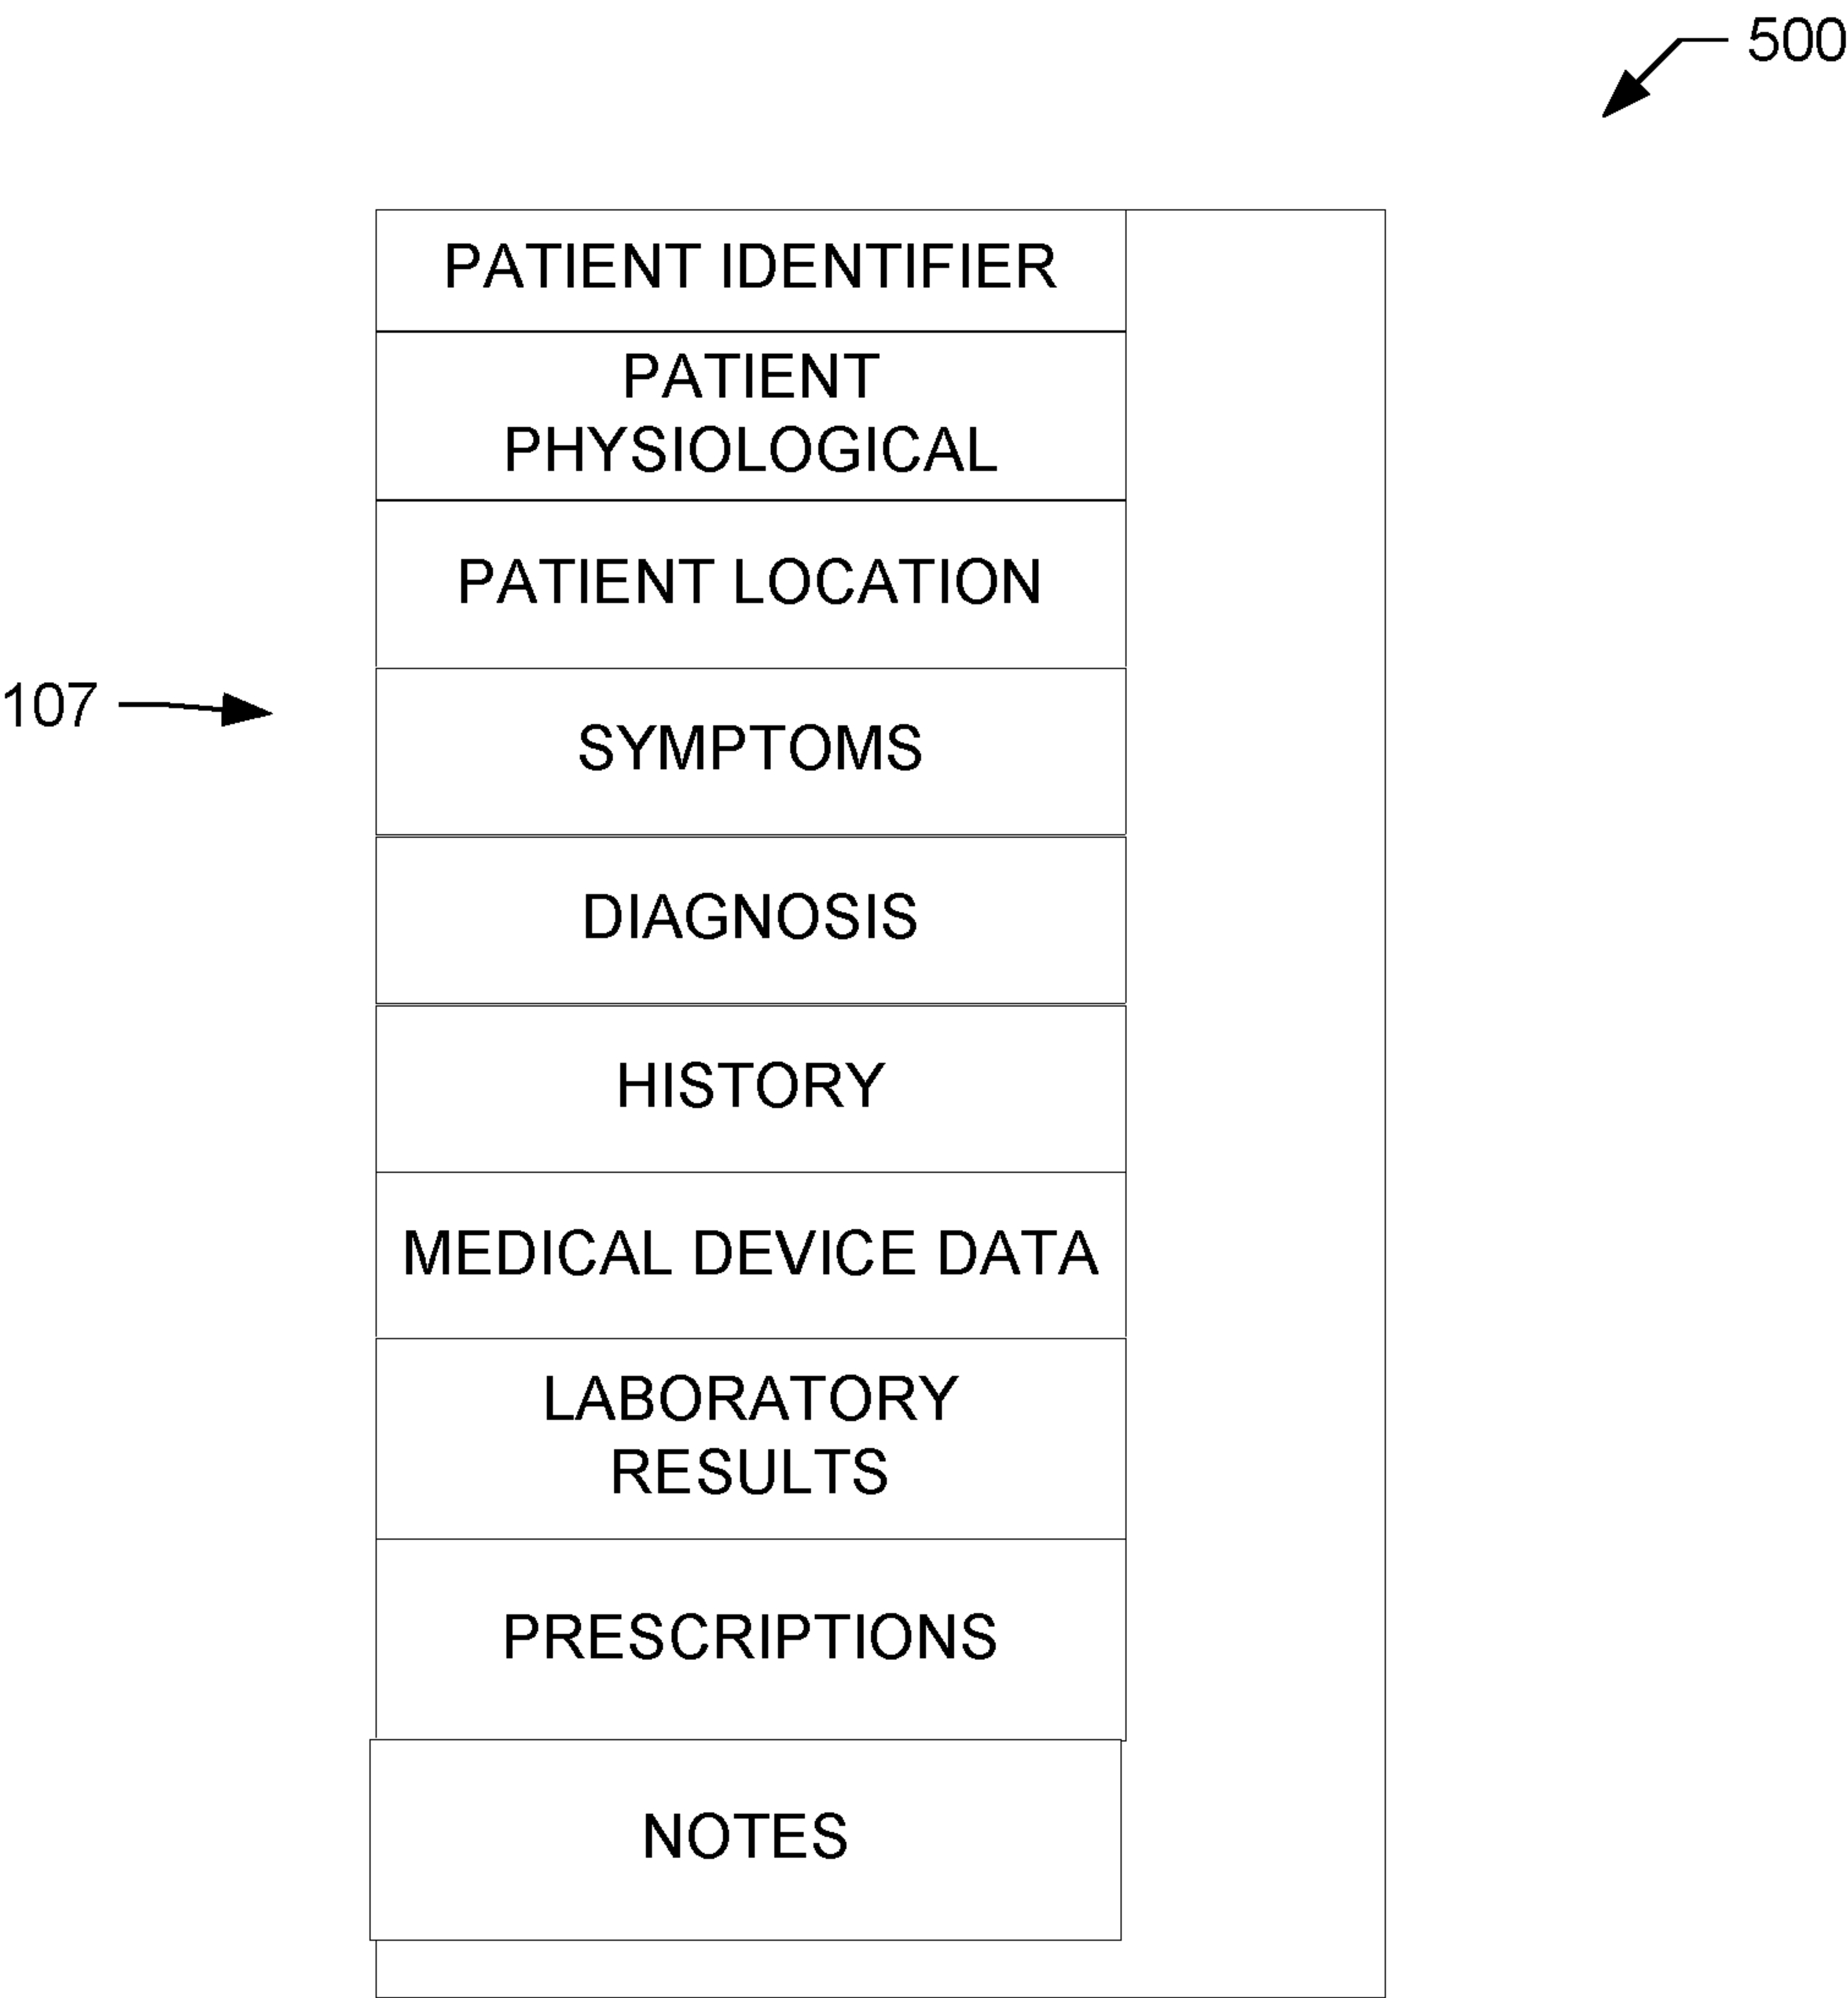 500
PATIENT IDENTIFIER
PATIENT
PHYSIOLOGICAL
PATIENT LOCATION
107
SYMPTOMS
DIAGNOSIS
HISTORY
MEDICAL DEVICE DATA
LABORATORY
RESULTS
PRESCRIPTIONS
NOTES